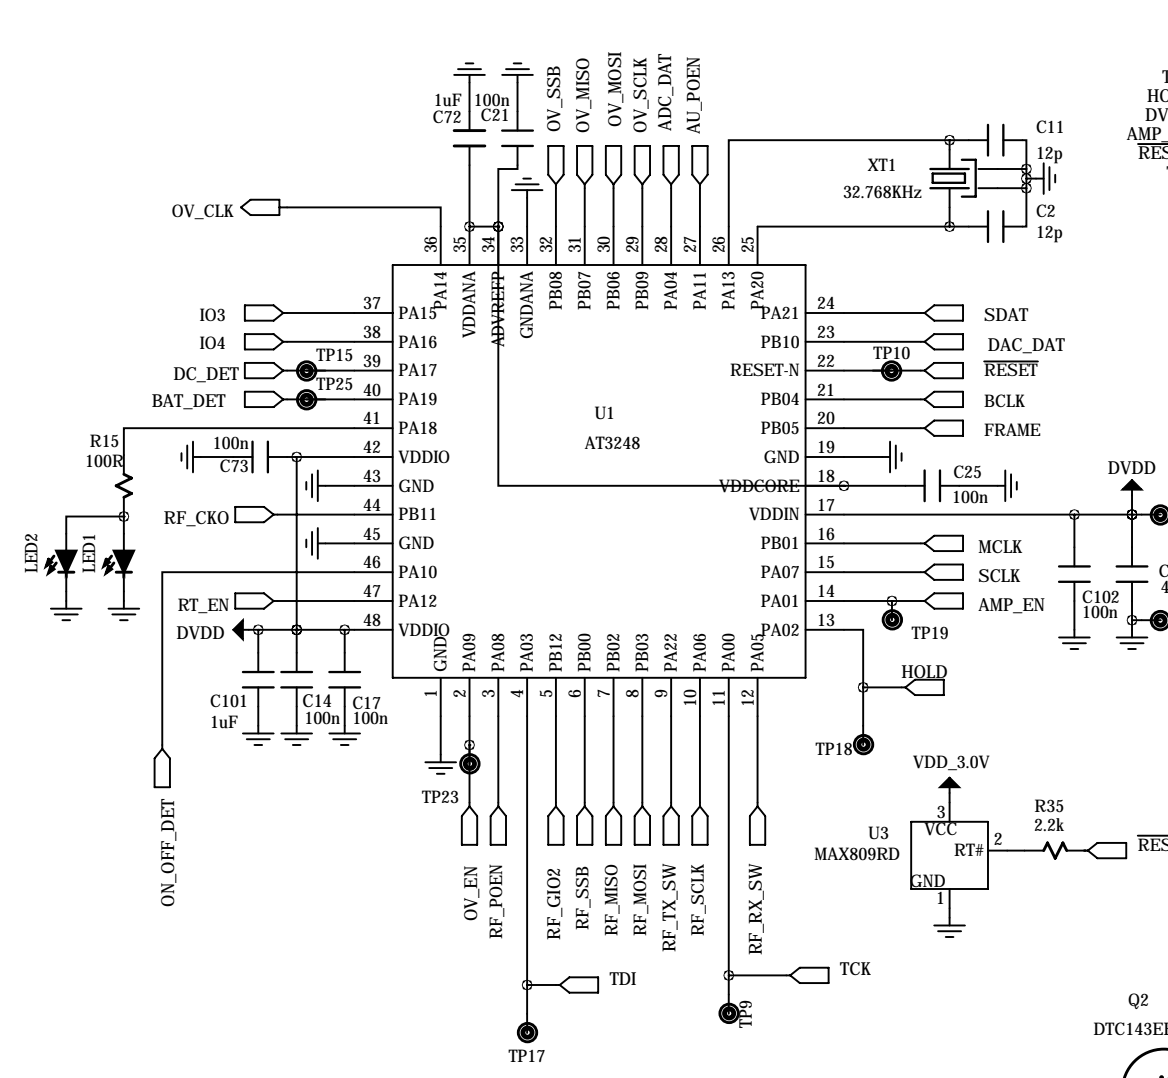 1uF
C72
100n
C21
OV_SSB
OV_MISO
OV_MOSI
OV_SCLK
ADC_DAT
AU_POEN
C11
12p
XT1
32.768KHz
C2
12p
AMP_
OV_CLK
36
35
34
33
32
31
30
29
28
27
26
25
PA14
VDDANA
ADVREFP
GNDANA
PB08
PB07
PB06
PB09
PA04
PA11
PA13
PA20
IO3
37
PA15
IO4
38
PA16
DC_DET
TP15
39
PA17
BAT_DET
TP25
40
PA19
41
PA18
R15
100R
100n
C73
42
VDDIO
43
GND
RF_CKO
44
PB11
45
GND
LED2
LED1
46
PA10
RT_EN
47
PA12
DVDD
48
VDDIO
U1
AT3248
PA21
24
SDAT
PB10
23
DAC_DAT
RESET-N
22
TP10
RESET
PB04
21
BCLK
PB05
20
FRAME
GND
19
VDDCORE
18
C25
100n
DVDD
VDDIN
17
PB01
16
MCLK
PA07
15
SCLK
PA01
14
AMP_EN
TP19
PA02
13
C102
100n
GND
PA09
PA08
PA03
PB12
PB00
PB02
PB03
PA22
PA06
PA00
PA05
1
2
3
4
5
6
7
8
9
10
11
12
C101
1uF
C14
100n
C17
100n
ON_OFF_DET
HOLD
TP18
TP23
OV_EN
RF_POEN
RF_GIO2
RF_SSB
RF_MISO
RF_MOSI
RF_TX_SW
RF_SCLK
RF_RX_SW
VDD_3.0V
3
VCC
U3
MAX809RD
RT#
2
GND
1
R35
2.2k
TDI
TP17
TCK
TP9
Q2